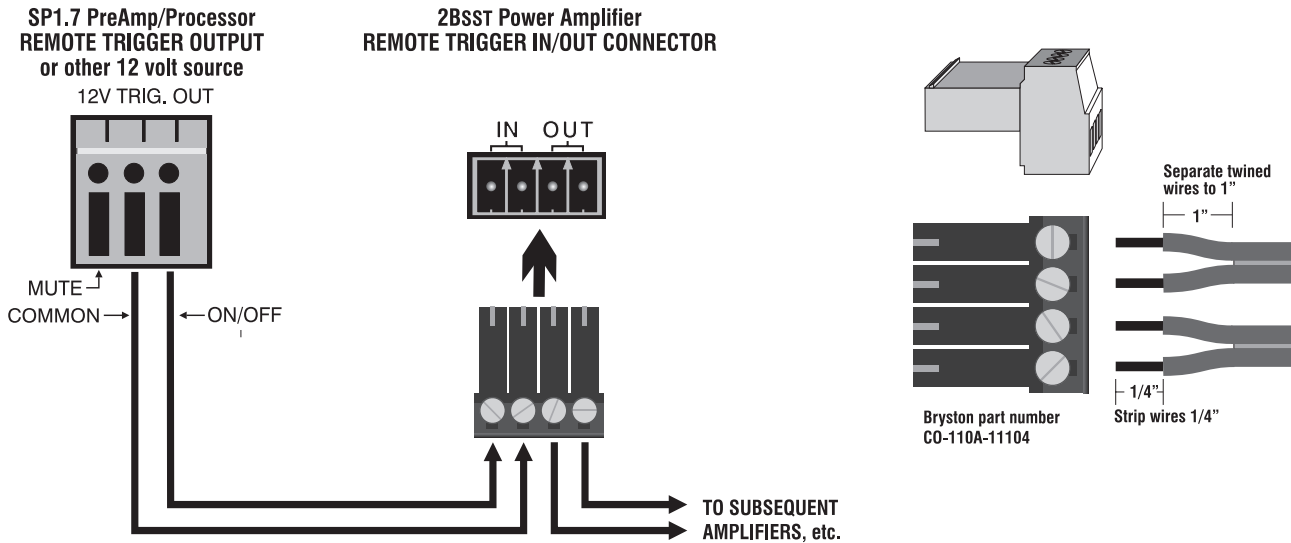 SP1.7 PreAmp/Processor
REMOTE TRIGGER OUTPUT
or other 12 volt source
12V TRIG. OUT
MUTE
COMMON
ON/OFF
2BSST Power Amplifier
REMOTE TRIGGER IN/OUT CONNECTOR
IN OUT
TO SUBSEQUENT
AMPLIFIERS, etc.
Separate twined
wires to 1”
1”
1/4”
Strip wires 1/4”
Bryston part number
CO-110A-11104